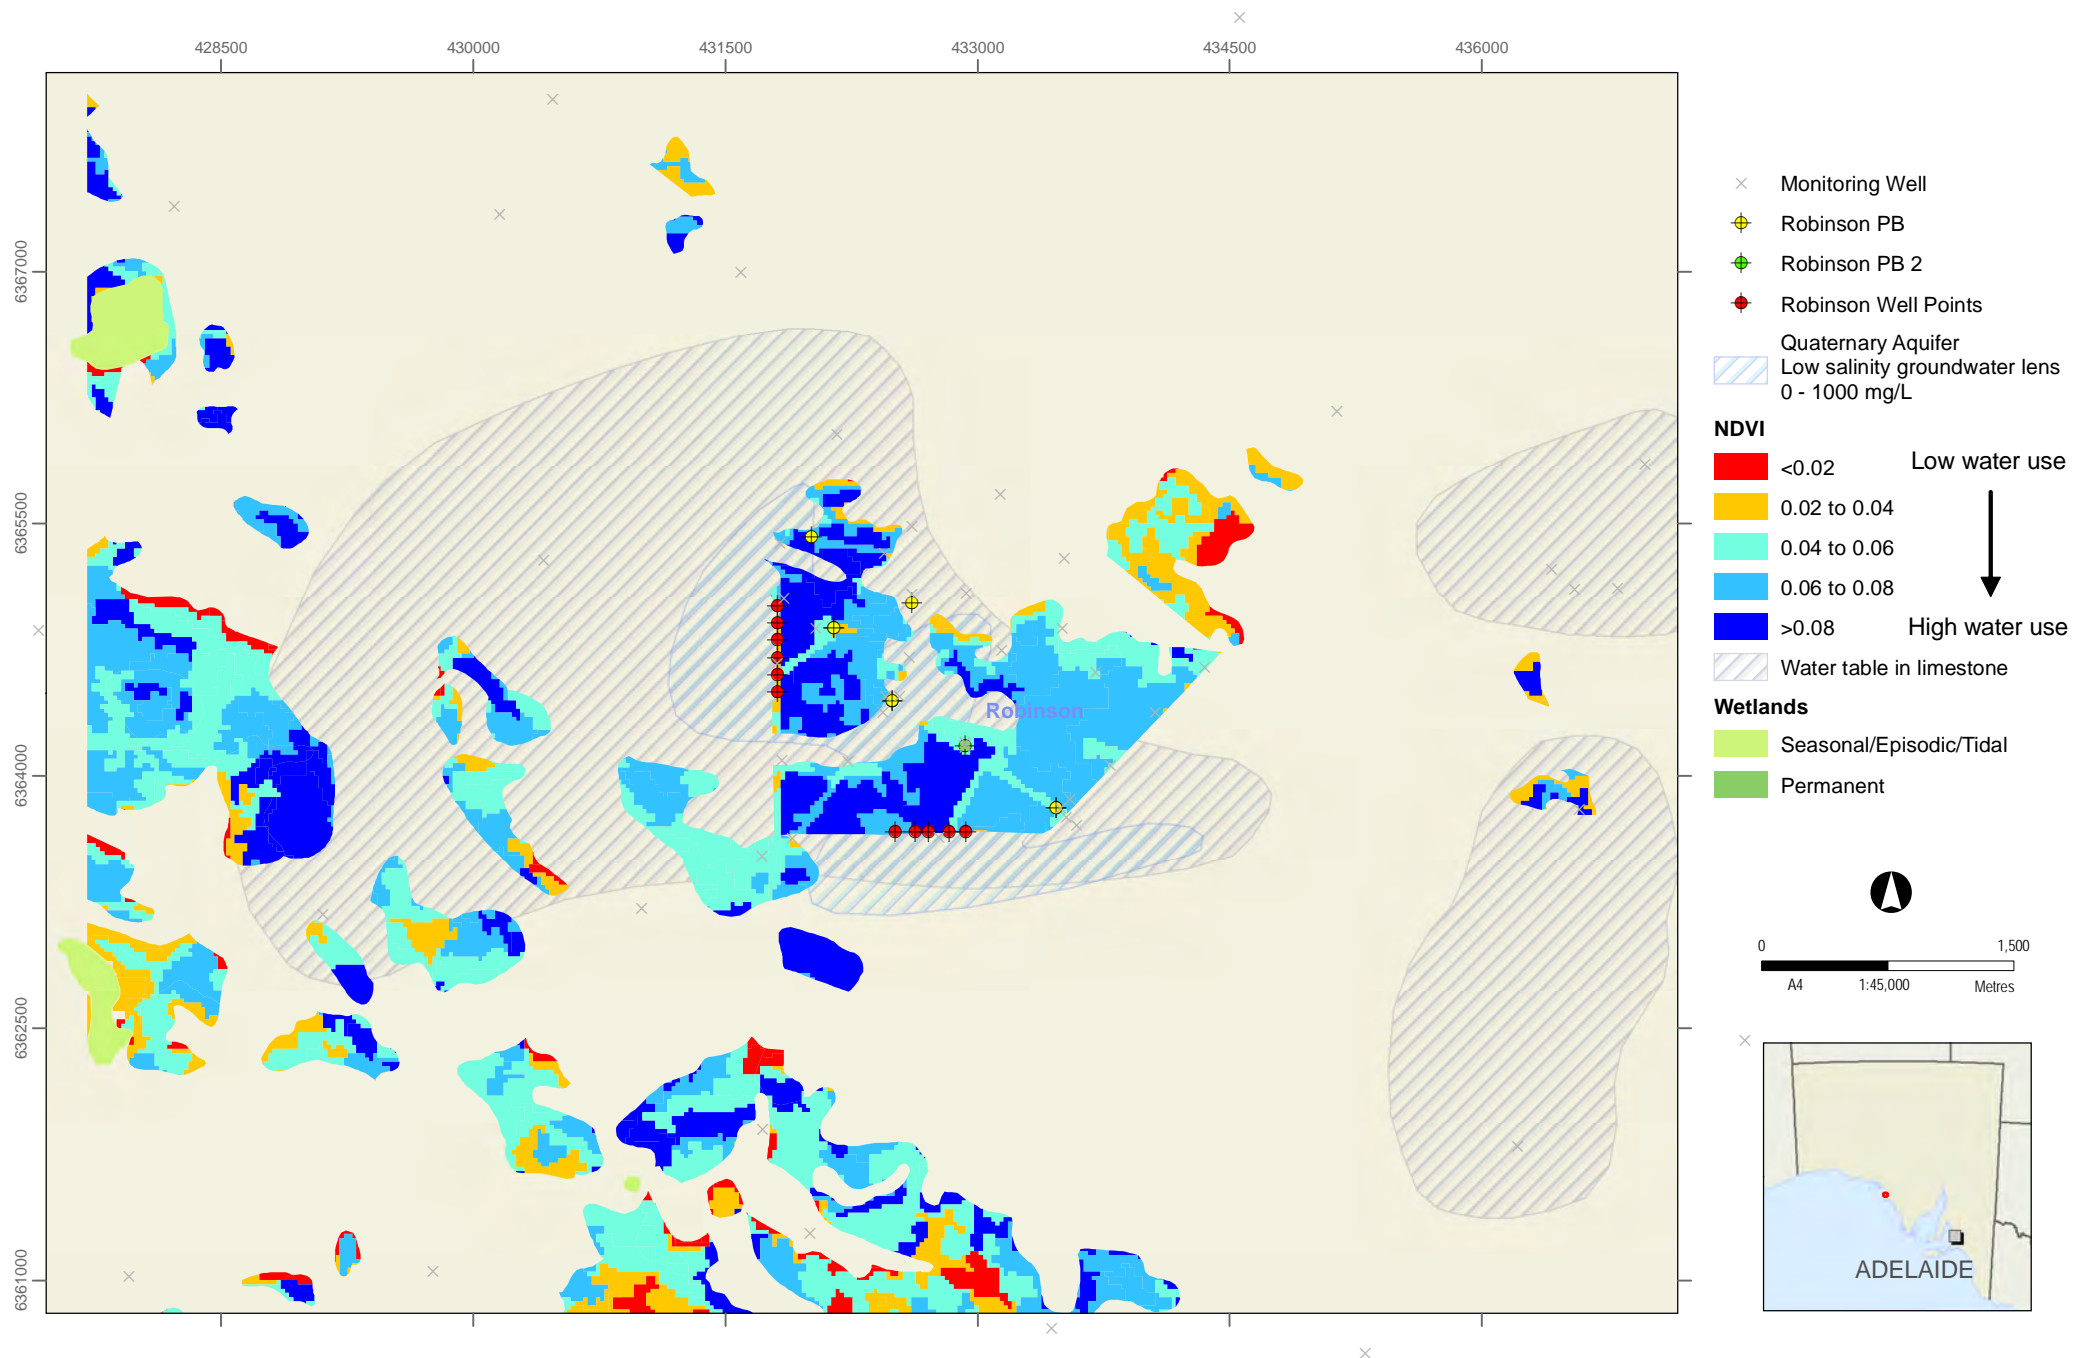 428500
430000
431500
433000
434500
436000
6367000
6365500
6364000
6362500
6361000
Robinson
Monitoring Well
Robinson PB
Robinson PB 2
Robinson Well Points
Quaternary Aquifer
Low salinity groundwater lens
0 - 1000 mg/L
NDVI
<0.02
Low water use
0.02 to 0.04
0.04 to 0.06
0.06 to 0.08
>0.08
High water use
Water table in limestone
Wetlands
Seasonal/Episodic/Tidal
Permanent
0
1,500
A4
1:45,000
Metres
ADELAIDE